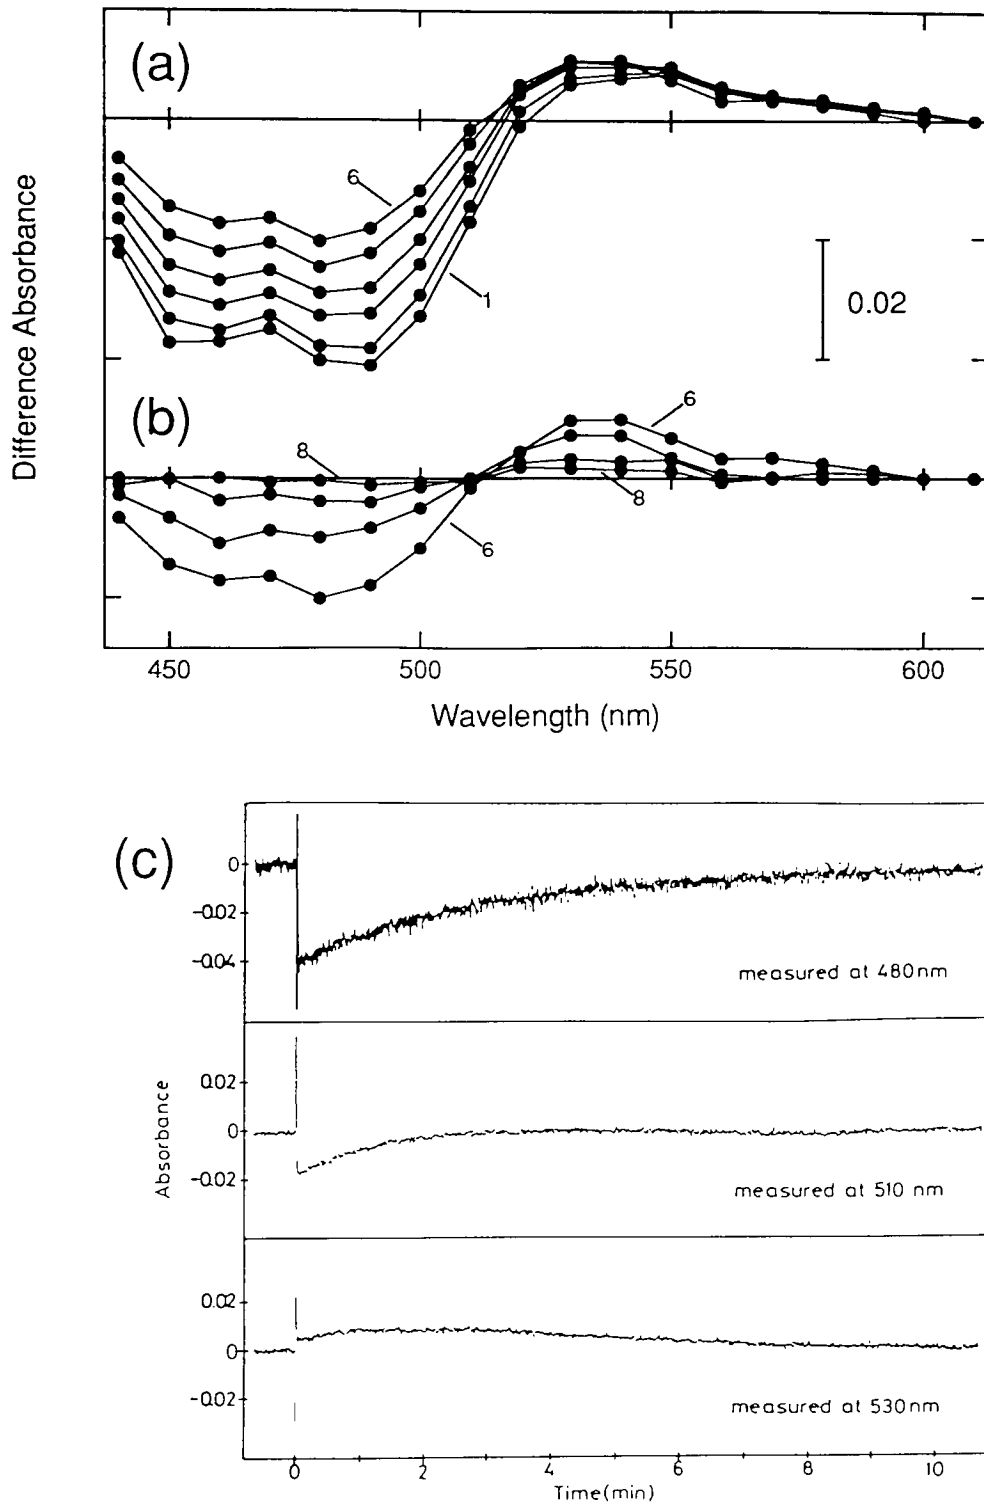 (a)
6
1
0.02
Difference Absorbance
(b)
8
6
8
6
450
500
550
600
Wavelength (nm)
(c)
0
-0.02
-0.04
measured at 480nm
0.02
0
-0.02
measured at 510 nm
Absorbance
0.02
0
-0.02
measured at 530nm
0
2
4
6
8
10
Time(min)